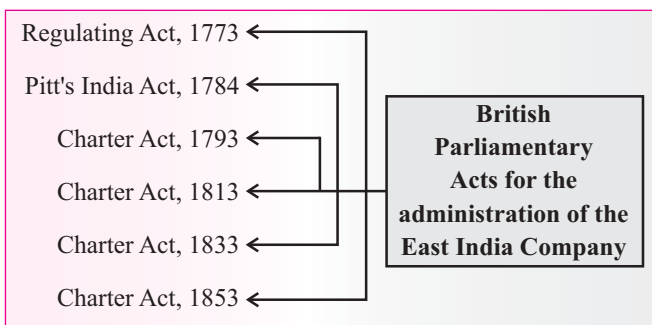 Regulating Act, 1773
Pitt's India Act, 1784
Charter Act, 1793
Charter Act, 1813
Charter Act, 1833
Charter Act, 1853
British
Parliamentary
Acts for the
administration of the
East India Company